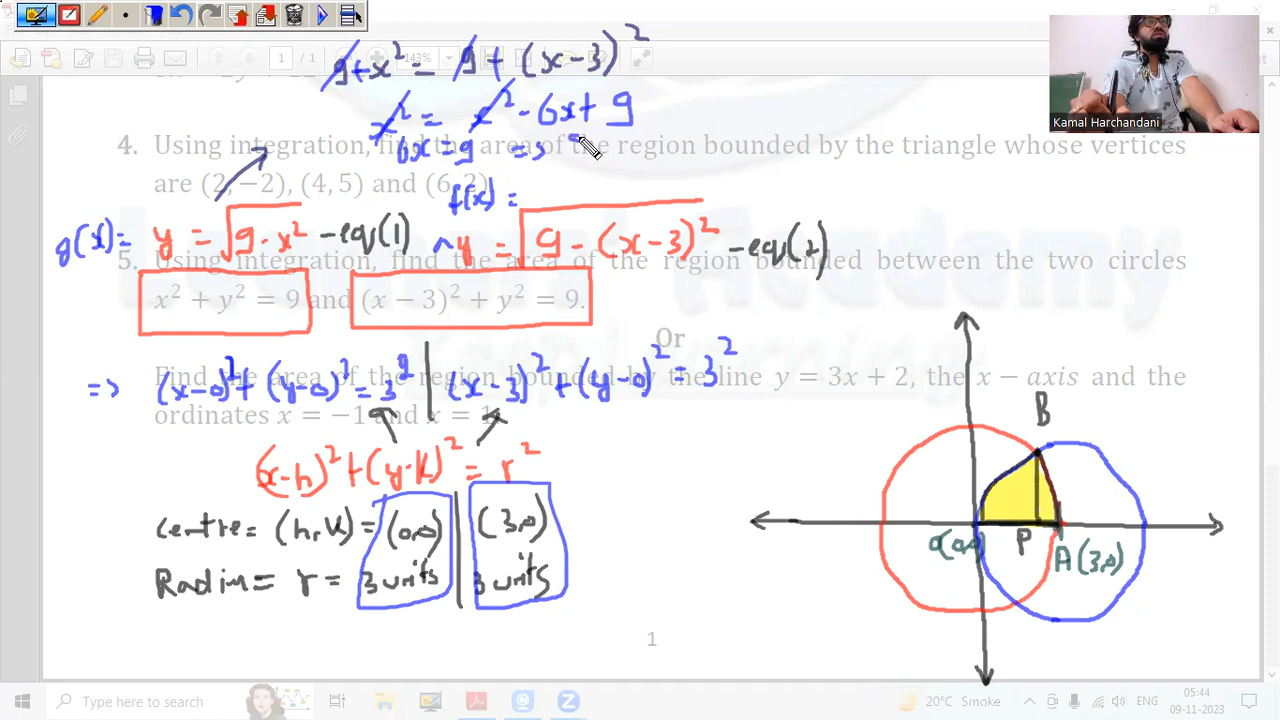 1 / 1
143%
9+x² = 9+ (x-3)²
x² = x² - 6x + 9
6x = 9 =>
Kamal Harchandani
4. Using integration, find the area of the region bounded by the triangle whose vertices
are (2, −2), (4, 5) and (6, 2)
f(x) =
g(x) = y = √9-x² - eq(1) y = √9-(x-3)² - eq(2)
5. Using integration, find the area of the region bounded between the two circles
x² + y² = 9 and (x − 3)² + y² = 9.
Or
=> (x-0)² + (y-0)² = 3² | (x-3)² + (y-0)² = 3²
Find the area of the region bounded by the line y = 3x + 2, the x − axis and the
ordinates x = −1 and x = 1
(x-h)² + (y-k)² = r²
Centre = (h,k) = (0,0) | (3,0)
Radius = r = 3 units | 3 units
B
O(0,0)
P
A(3,0)
1
Type here to search
20°C Smoke
ENG
05:44
09-11-2023